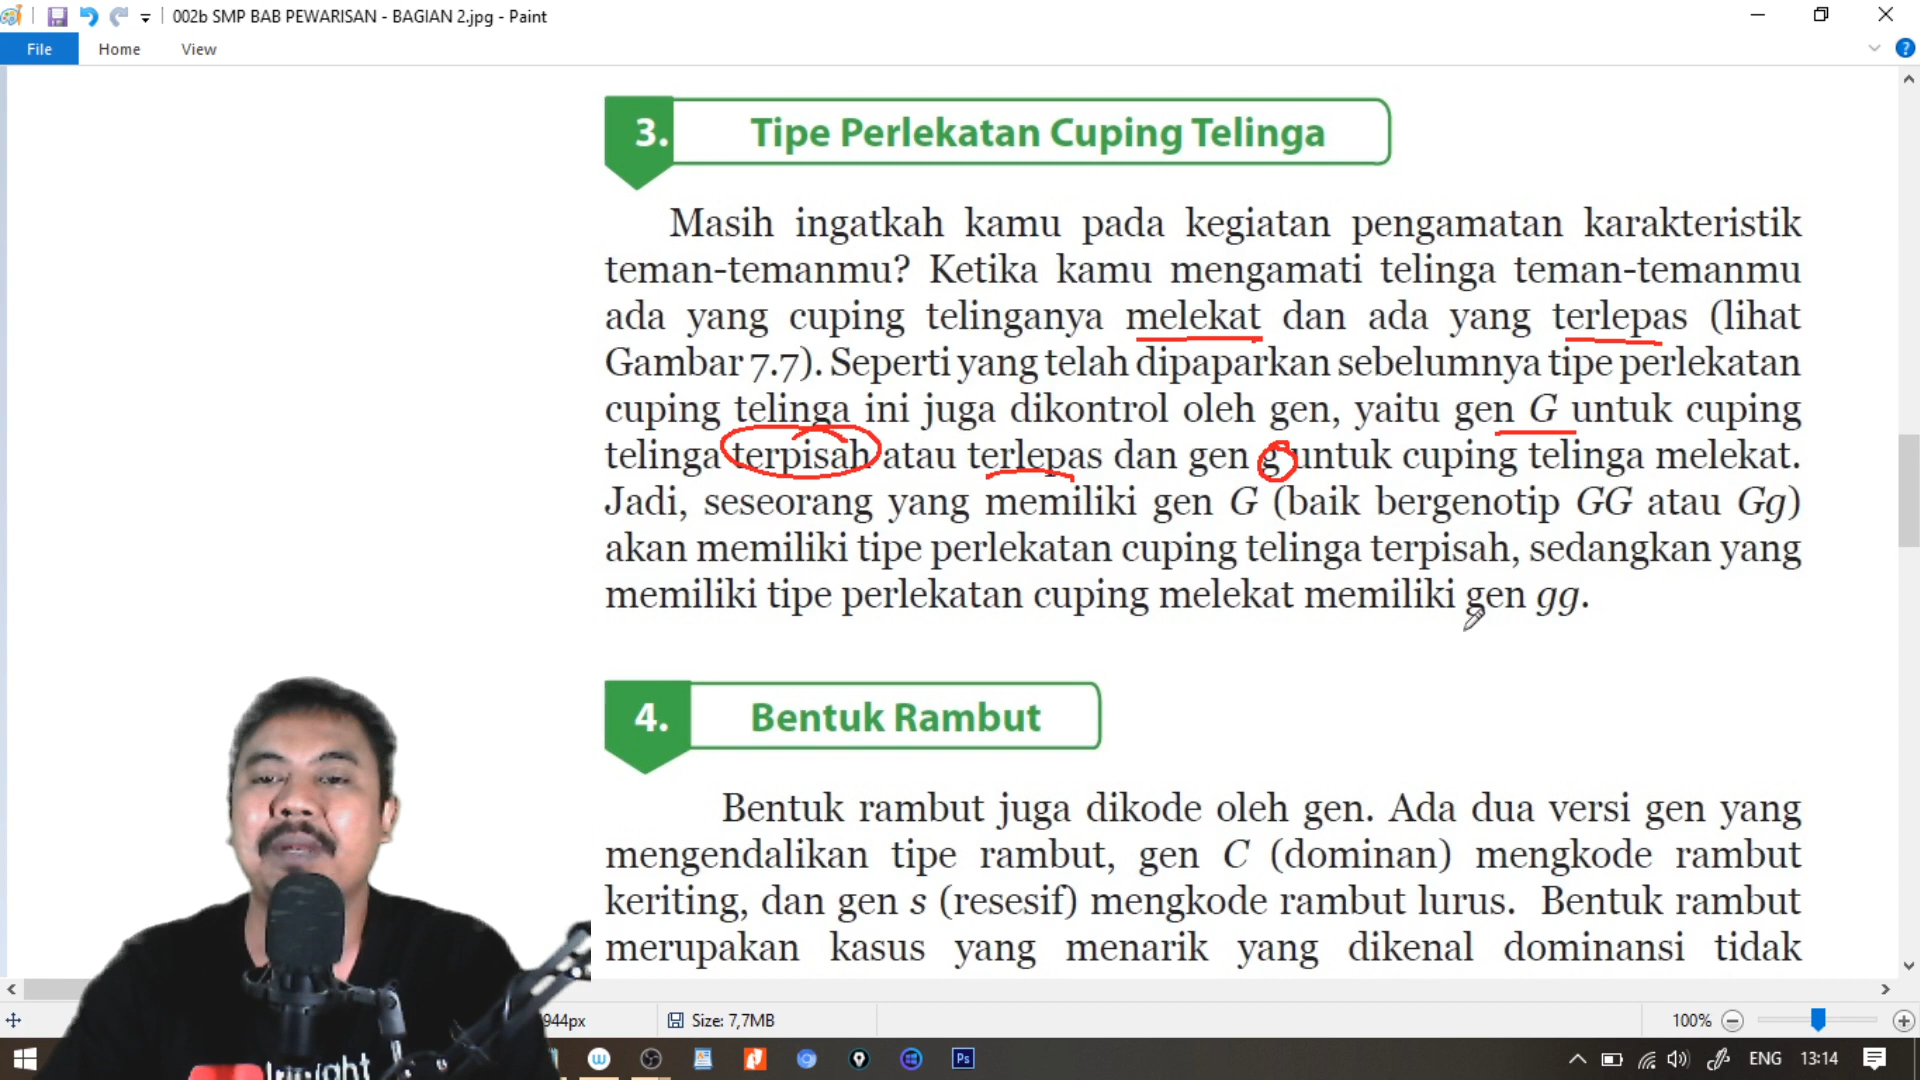 002b SMP BAB PEWARISAN - BAGIAN 2.jpg - Paint
File Home View
3. Tipe Perlekatan Cuping Telinga
Masih ingatkah kamu pada kegiatan pengamatan karakteristik
teman-temanmu? Ketika kamu mengamati telinga teman-temanmu
ada yang cuping telinganya melekat dan ada yang terlepas (lihat
Gambar 7.7). Seperti yang telah dipaparkan sebelumnya tipe perlekatan
cuping telinga ini juga dikontrol oleh gen, yaitu gen G untuk cuping
telinga terpisah atau terlepas dan gen g untuk cuping telinga melekat.
Jadi, seseorang yang memiliki gen G (baik bergenotip GG atau Gg)
akan memiliki tipe perlekatan cuping telinga terpisah, sedangkan yang
memiliki tipe perlekatan cuping melekat memiliki gen gg.
4. Bentuk Rambut
Bentuk rambut juga dikode oleh gen. Ada dua versi gen yang
mengendalikan tipe rambut, gen C (dominan) mengkode rambut
keriting, dan gen s (resesif) mengkode rambut lurus. Bentuk rambut
merupakan kasus yang menarik yang dikenal dominansi tidak
944px Size: 7,7MB 100%
Ps ENG 13:14